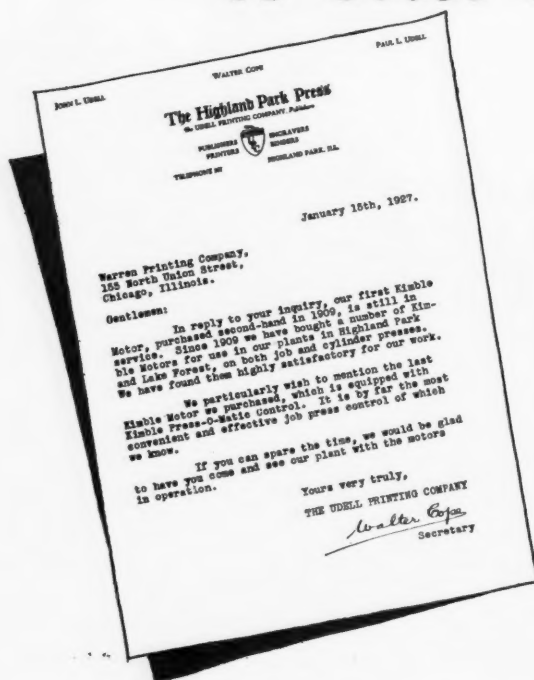 JOHN L. UDELL
WALTER COPE
PAUL L. UDELL
The Highland Park Press
The UDELL PRINTING COMPANY, Publishers
PUBLISHERS ENGRAVERS
PRINTERS BINDERS
TELEPHONE 557 HIGHLAND PARK, ILL.
January 15th, 1927.
Warren Printing Company,
155 North Union Street,
Chicago, Illinois.
Gentlemen:
In reply to your inquiry, our first Kimble
Motor, purchased second-hand in 1909, is still in
service. Since 1909 we have bought a number of Kim-
ble Motors for use in our plants in Highland Park
and Lake Forest, on both job and cylinder presses.
We have found them highly satisfactory for our work.
We particularly wish to mention the last
Kimble Motor we purchased, which is equipped with
Kimble Press-O-Matic Control. It is by far the most
convenient and effective job press control of which
we know.
If you can spare the time, we would be glad
to have you come and see our plant with the motors
in operation.
Yours very truly,
THE UDELL PRINTING COMPANY
Walter Cope
Secretary